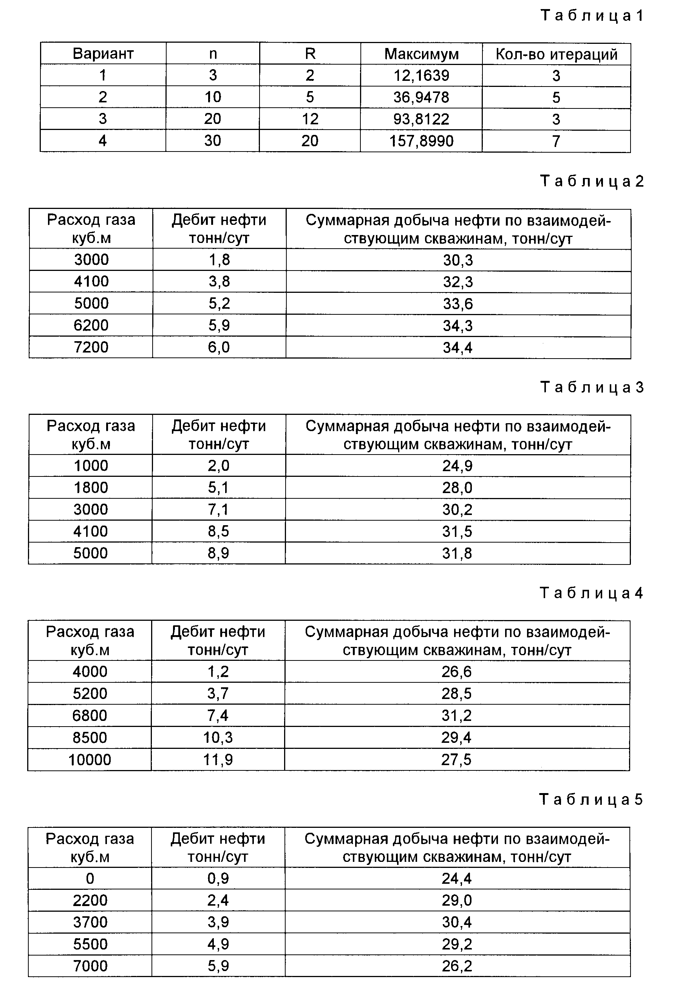 Т а б л и ц а 1
Вариант n R Максимум Кол-во итераций
1 3 2 12,1639 3
2 10 5 36,9478 5
3 20 12 93,8122 3
4 30 20 157,8990 7
Т а б л и ц а 2
Расход газа Дебит нефти Суммарная добыча нефти по взаимодей-
куб.м тонн/сут ствующим скважинам, тонн/сут
3000 1,8 30,3
4100 3,8 32,3
5000 5,2 33,6
6200 5,9 34,3
7200 6,0 34,4
Т а б л и ц а 3
Расход газа Дебит нефти Суммарная добыча нефти по взаимодей-
куб.м тонн/сут ствующим скважинам, тонн/сут
1000 2,0 24,9
1800 5,1 28,0
3000 7,1 30,2
4100 8,5 31,5
5000 8,9 31,8
Т а б л и ц а 4
Расход газа Дебит нефти Суммарная добыча нефти по взаимодей-
куб.м тонн/сут ствующим скважинам, тонн/сут
4000 1,2 26,6
5200 3,7 28,5
6800 7,4 31,2
8500 10,3 29,4
10000 11,9 27,5
Т а б л и ц а 5
Расход газа Дебит нефти Суммарная добыча нефти по взаимодей-
куб.м тонн/сут ствующим скважинам, тонн/сут
0 0,9 24,4
2200 2,4 29,0
3700 3,9 30,4
5500 4,9 29,2
7000 5,9 26,2